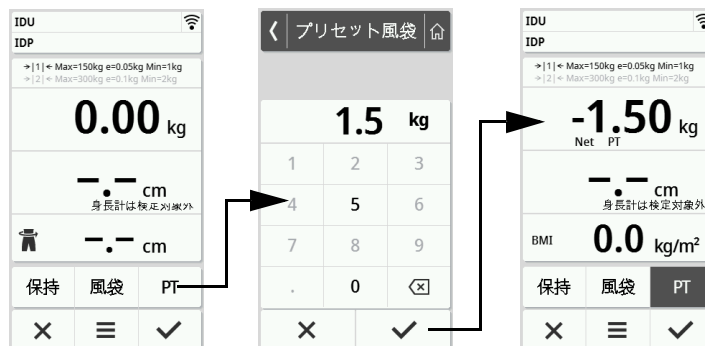 IDU
IDP
→|1|← Max=150kg e=0.05kg Min=1kg
→|2|← Max=300kg e=0.1kg Min=2kg
0.00 kg
–.– cm
身長計は検定対象外
–.– cm
保持 風袋 PT
プリセット風袋
1.5 kg
1 2 3
4 5 6
7 8 9
. 0
IDU
IDP
→|1|← Max=150kg e=0.05kg Min=1kg
→|2|← Max=300kg e=0.1kg Min=2kg
-1.50 kg
Net PT
–.– cm
身長計は検定対象外
BMI 0.0 kg/m²
保持 風袋 PT